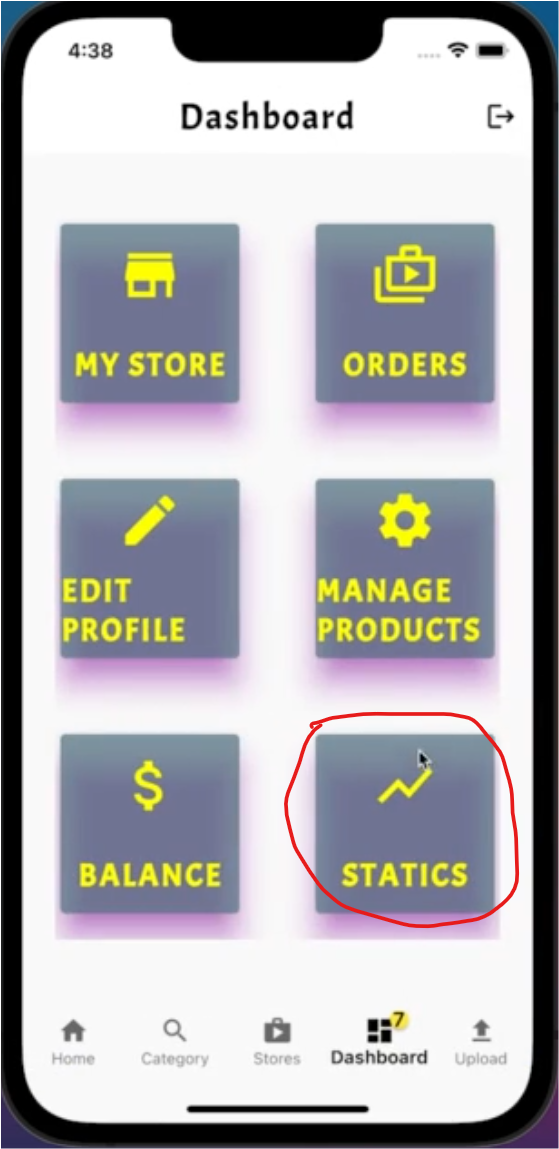 4:38
Dashboard
MY STORE
ORDERS
EDIT
PROFILE
MANAGE
PRODUCTS
BALANCE
STATICS
7
Home
Category
Stores
Dashboard
Upload